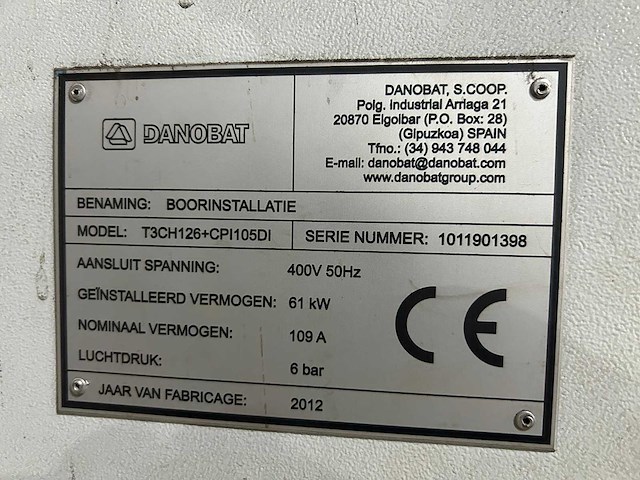 DANOBAT
DANOBAT, S.COOP.
Polg. Industrial Arriaga 21
20870 Elgoibar (P.O. Box: 28)
(Gipuzkoa) SPAIN
Tfno.: (34) 943 748 044
E-mail: danobat@danobat.com
www.danobatgroup.com
BENAMING: BOORINSTALLATIE
MODEL: T3CH126+CPI105DI
SERIE NUMMER: 1011901398
AANSLUIT SPANNING: 400V 50Hz
GEÏNSTALLEERD VERMOGEN: 61 kW
NOMINAAL VERMOGEN: 109 A
LUCHTDRUK: 6 bar
CE
JAAR VAN FABRICAGE: 2012